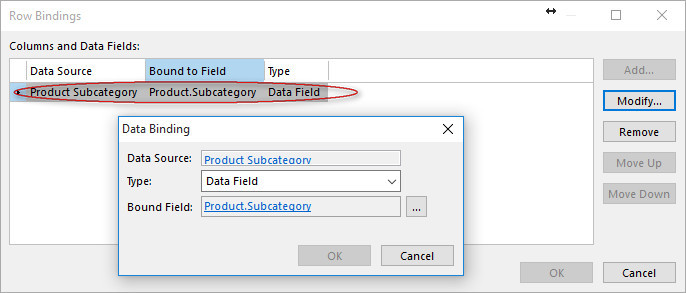 Row Bindings
Columns and Data Fields:
Data Source Bound to Field Type
Product Subcategory Product.Subcategory Data Field
Add...
Modify...
Remove
Move Up
Move Down
Data Binding
Data Source: Product Subcategory
Type: Data Field
Bound Field: Product.Subcategory ...
OK Cancel
OK Cancel